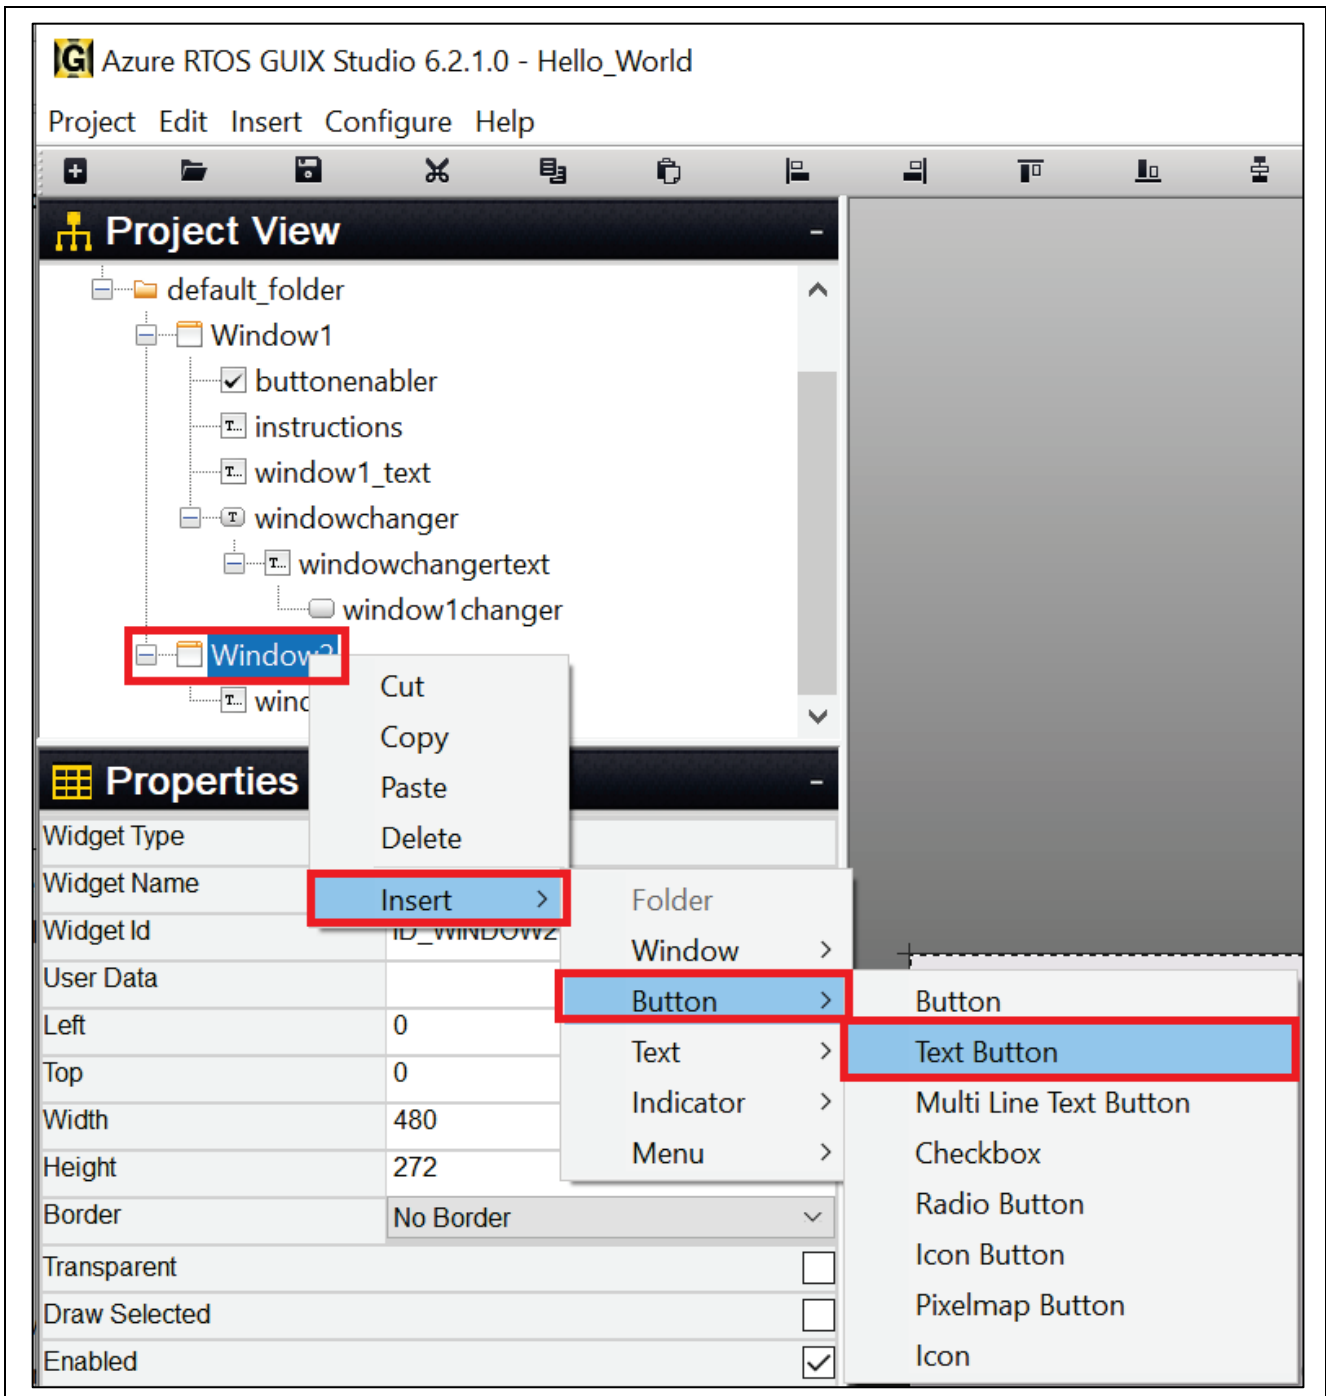 Azure RTOS GUIX Studio 6.2.1.0 - Hello_World
Project Edit Insert Configure Help
Project View
default_folder
Window1
buttonenabler
instructions
window1_text
windowchanger
windowchangertext
window1changer
Window2
Cut
Copy
Paste
Delete
Insert
Folder
Window
Button
Text
Indicator
Menu
Button
Text Button
Multi Line Text Button
Checkbox
Radio Button
Icon Button
Pixelmap Button
Icon
Properties
Widget Type
Widget Name
Widget Id ID_WINDOW2
User Data
Left 0
Top 0
Width 480
Height 272
Border No Border
Transparent
Draw Selected
Enabled